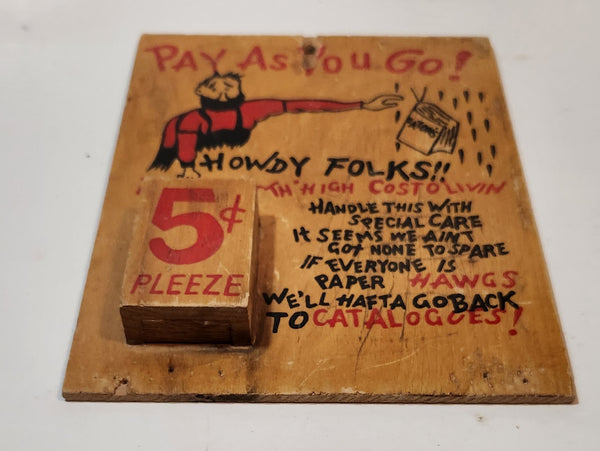 PAY AS YOU GO!
HOWDY FOLKS!!
TH' HIGH COST O LIVIN
HANDLE THIS WITH
SPECIAL CARE
IT SEEMS WE AIN'T
GOT NONE TO SPARE
IF EVERYONE IS
PAPER HAWGS
WE'LL HAFTA GO BACK
TO CATALOGUES!
5¢
PLEEZE